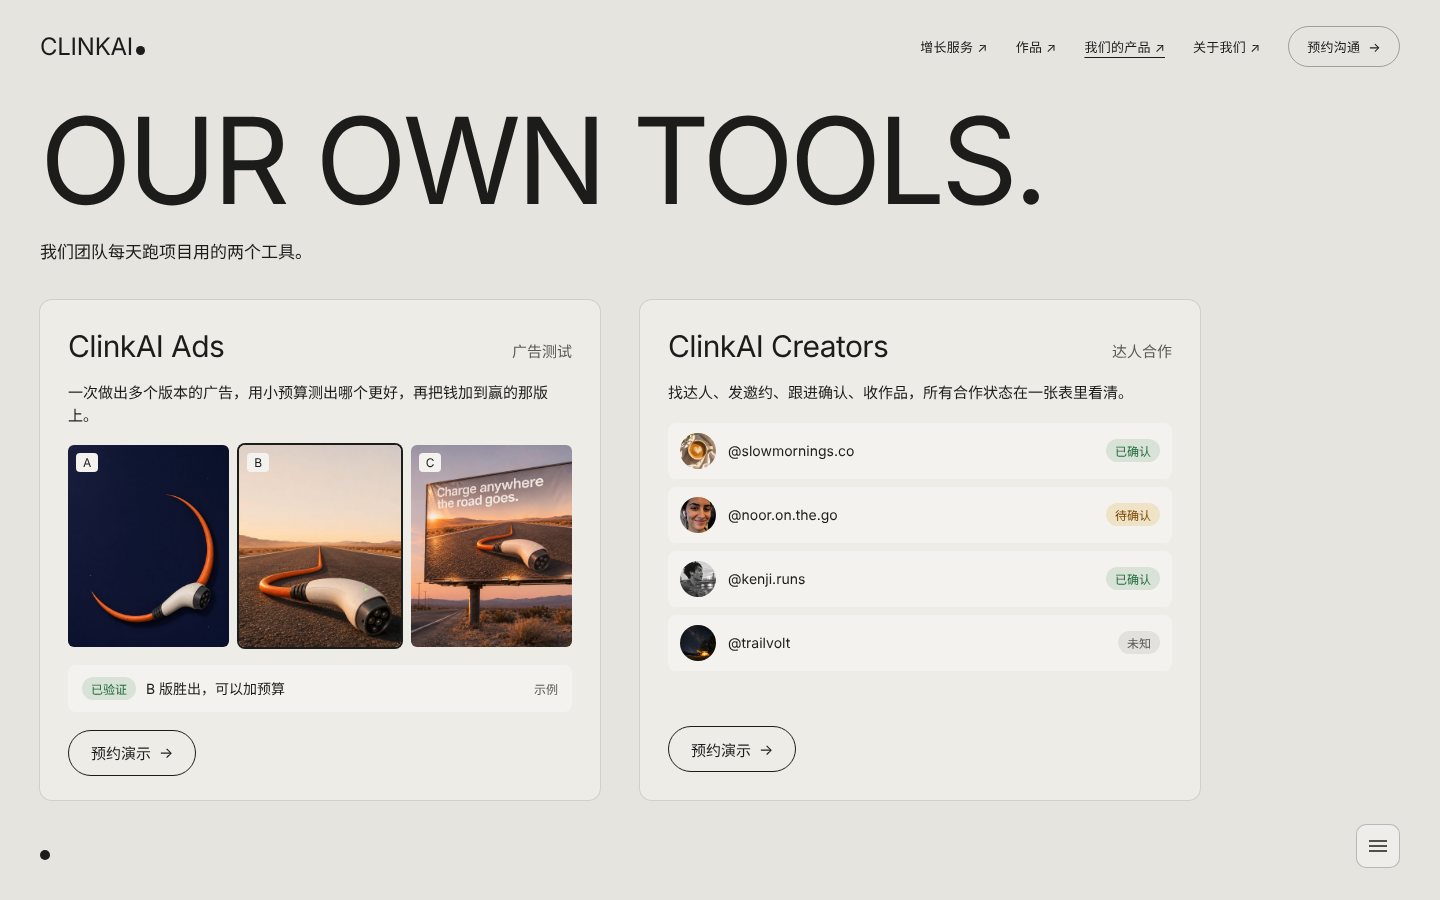 CLINKAI
增长服务 ↗
作品 ↗
我们的产品 ↗
关于我们 ↗
预约沟通 →
OUR OWN TOOLS.
我们团队每天跑项目用的两个工具。
ClinkAI Ads
广告测试
一次做出多个版本的广告，用小预算测出哪个更好，再把钱加到赢的那版
上。
A
B
C
Charge anywhere
the road goes.
已验证
B 版胜出，可以加预算
示例
预约演示 →
ClinkAI Creators
达人合作
找达人、发邀约、跟进确认、收作品，所有合作状态在一张表里看清。
@slowmornings.co
已确认
@noor.on.the.go
待确认
@kenji.runs
已确认
@trailvolt
未知
预约演示 →